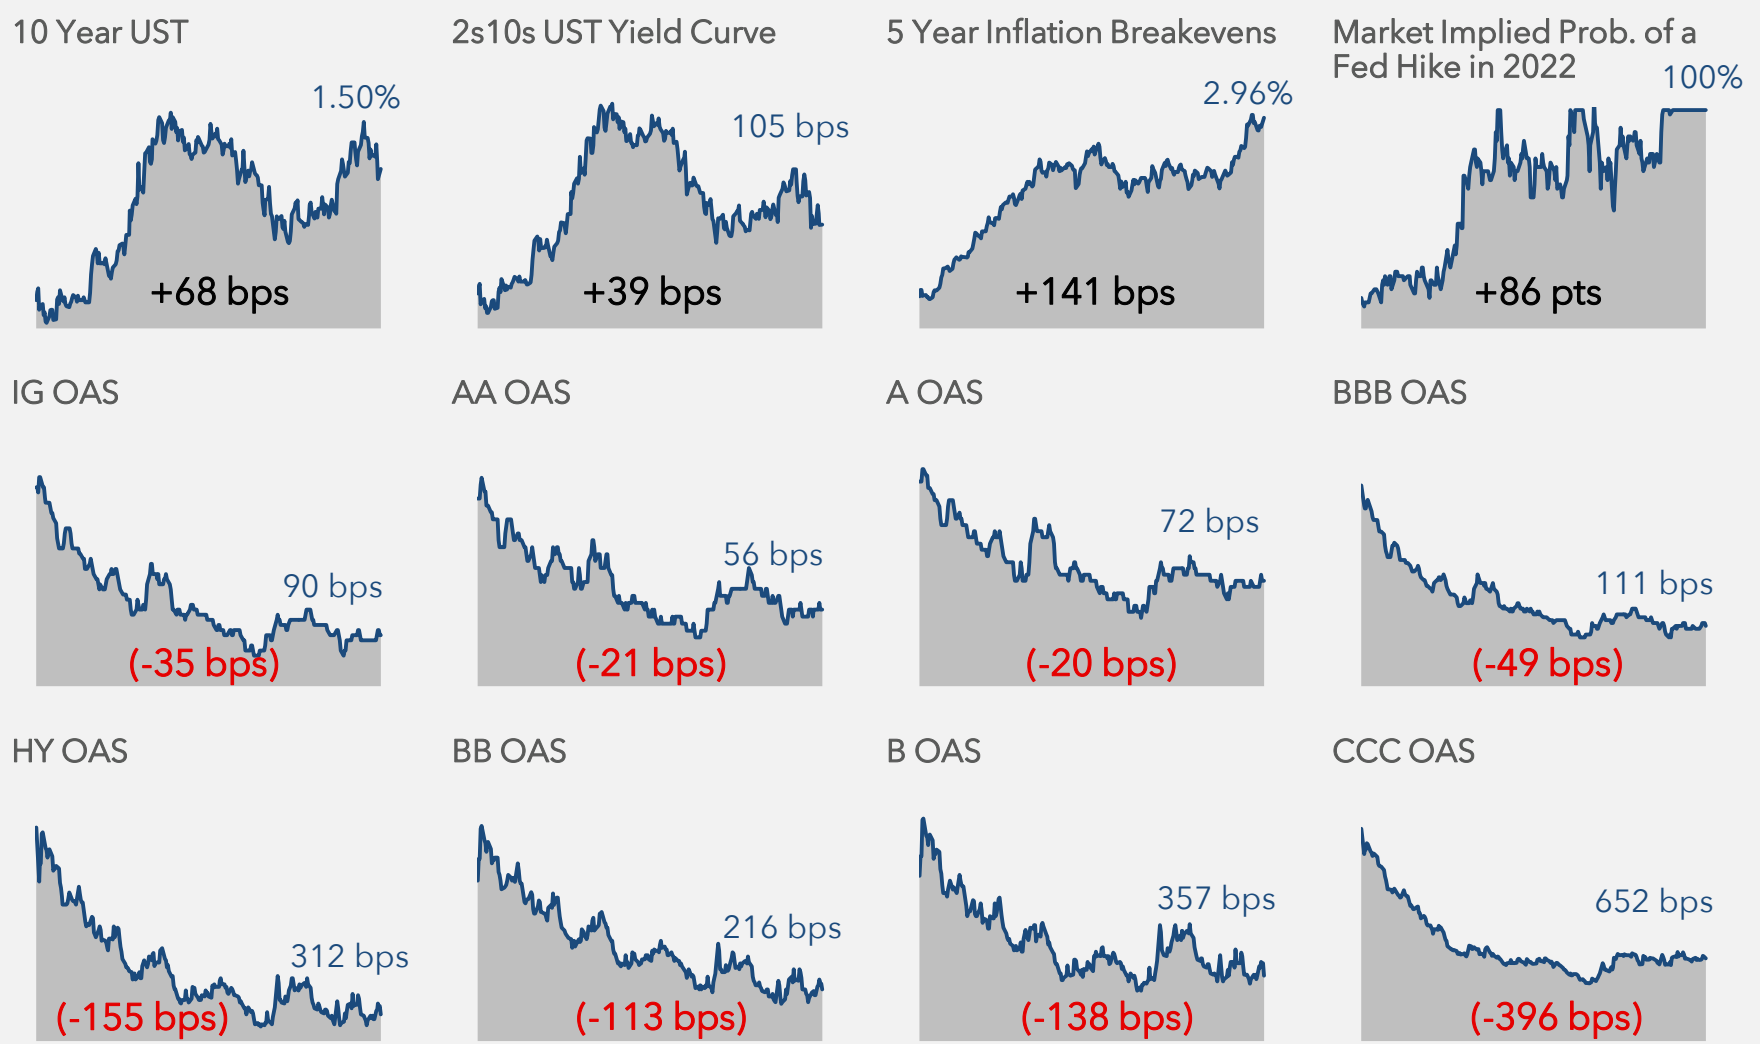 10 Year UST
1.50%
+68 bps
2s10s UST Yield Curve
105 bps
+39 bps
5 Year Inflation Breakevens
2.96%
+141 bps
Market Implied Prob. of a
Fed Hike in 2022
100%
+86 pts
IG OAS
90 bps
(-35 bps)
AA OAS
56 bps
(-21 bps)
A OAS
72 bps
(-20 bps)
BBB OAS
111 bps
(-49 bps)
HY OAS
312 bps
(-155 bps)
BB OAS
216 bps
(-113 bps)
B OAS
357 bps
(-138 bps)
CCC OAS
652 bps
(-396 bps)